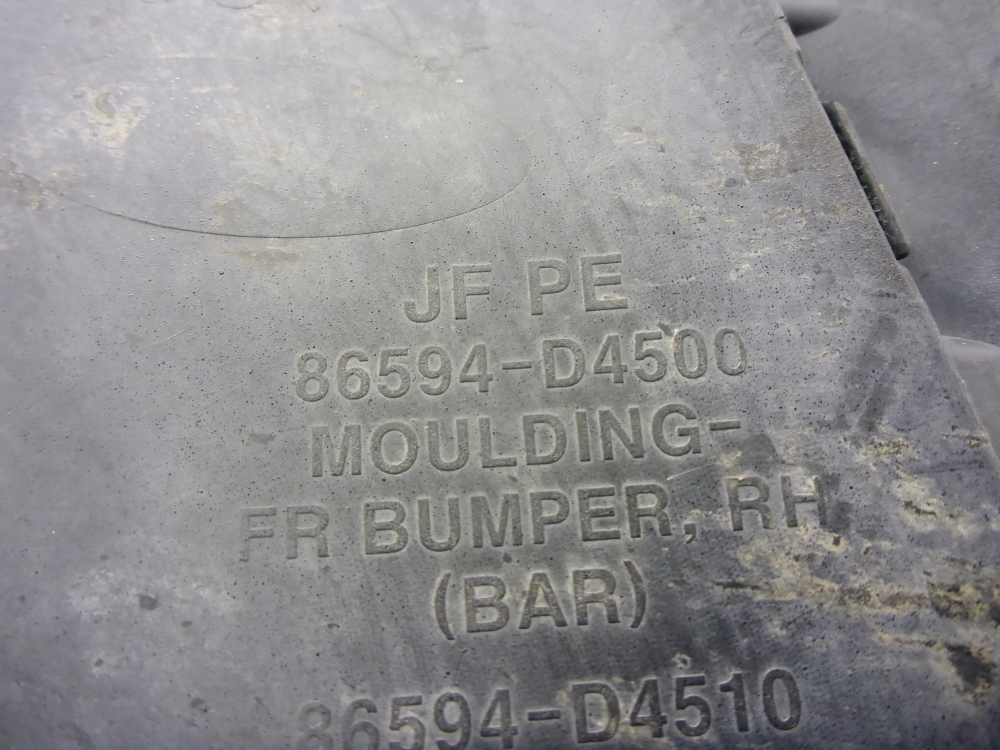 JF PE
86594-D4500
MOULDING-
FR BUMPER, RH
(BAR)
86594-D4510